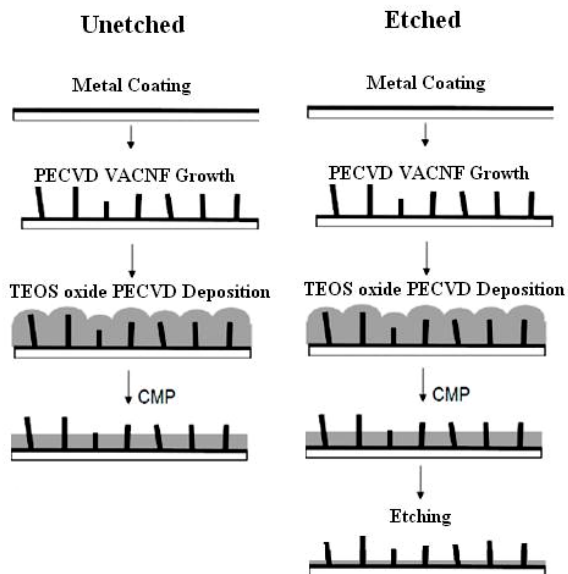 Unetched
Metal Coating
PECVD VACNF Growth
TEOS oxide PECVD Deposition
CMP
Etched
Metal Coating
PECVD VACNF Growth
TEOS oxide PECVD Deposition
CMP
Etching